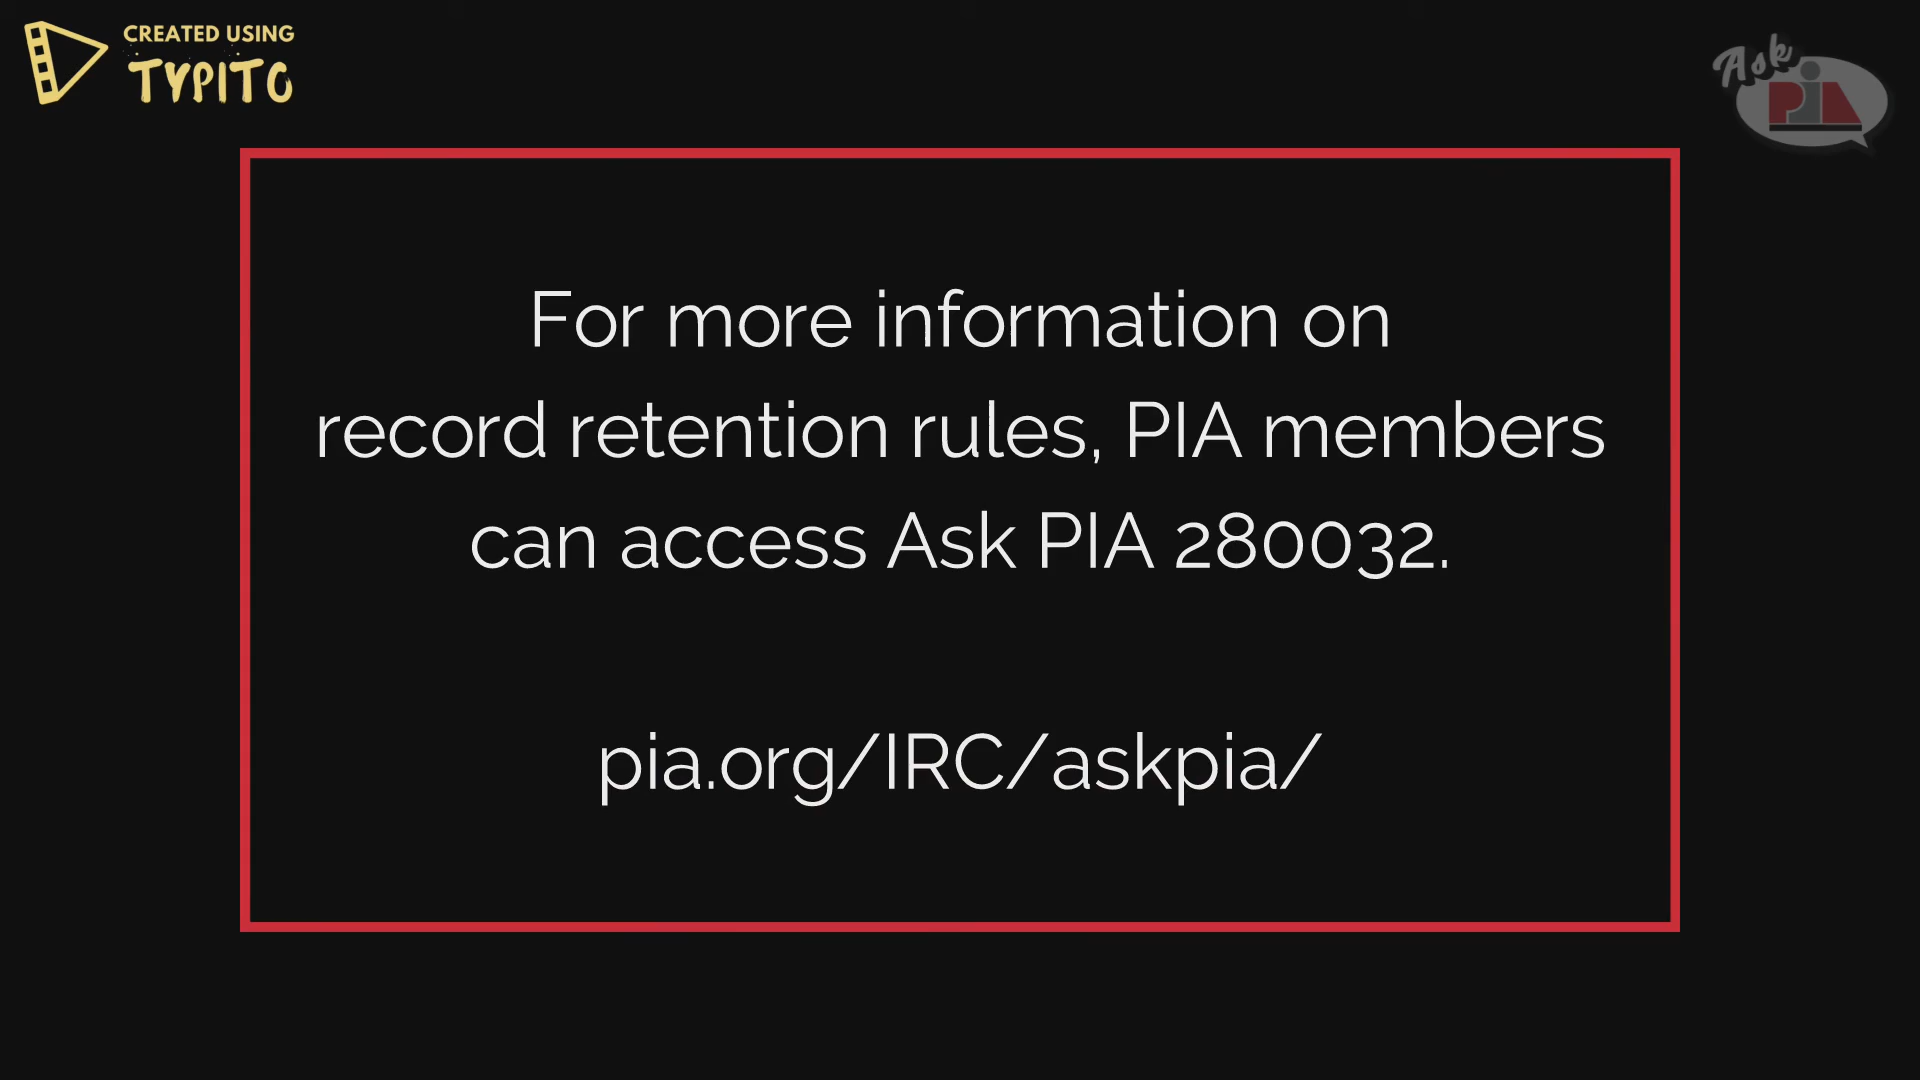 CREATED USING
TYPITO
Ask
PIA
For more information on
record retention rules, PIA members
can access Ask PIA 280032.
pia.org/IRC/askpia/